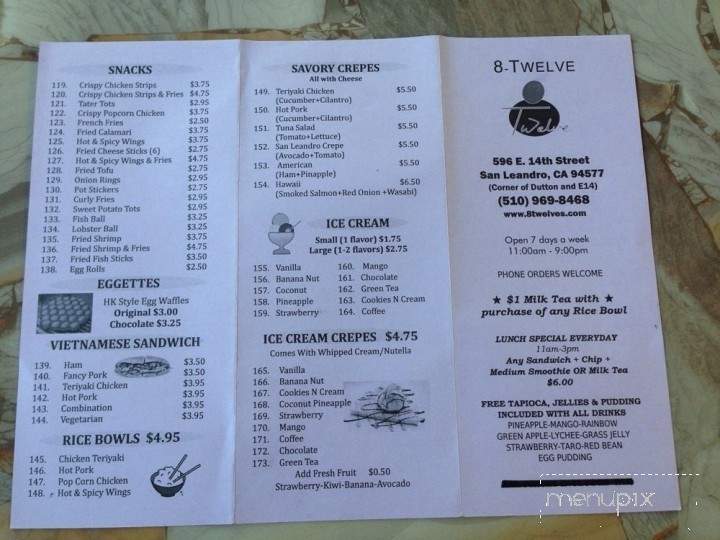 SNACKS
119. Crispy Chicken Strips $3.75
120. Crispy Chicken Strips & Fries $4.75
121. Tater Tots $2.95
122. Crispy Popcorn Chicken $3.75
123. French Fries $2.50
124. Fried Calamari $3.75
125. Hot & Spicy Wings $3.75
126. Fried Cheese Sticks (6) $2.75
127. Hot & Spicy Wings & Fries $4.75
128. Fried Tofu $2.75
129. Onion Rings $2.95
130. Pot Stickers $2.75
131. Curly Fries $2.95
132. Sweet Potato Tots $2.95
133. Fish Ball $3.25
134. Lobster Ball $3.25
135. Fried Shrimp $3.75
136. Fried Shrimp & Fries $4.75
137. Fried Fish Sticks $3.50
138. Egg Rolls $2.50
EGGETTES
HK Style Egg Waffles
Original $3.00
Chocolate $3.25
VIETNAMESE SANDWICH
139. Ham $3.50
140. Fancy Pork $3.50
141. Teriyaki Chicken $3.95
142. Hot Pork $3.95
143. Combination $3.95
144. Vegetarian $3.95
RICE BOWLS $4.95
145. Chicken Teriyaki
146. Hot Pork
147. Pop Corn Chicken
148. Hot & Spicy Wings
SAVORY CREPES
All with Cheese
149. Teriyaki Chicken $5.50
(Cucumber+Cilantro)
150. Hot Pork $5.50
(Cucumber+Cilantro)
151. Tuna Salad $5.50
(Tomato+Lettuce)
152. San Leandro Crepe $5.50
(Avocado+Tomato)
153. American $5.50
(Ham+Pinapple)
154. Hawaii $6.50
(Smoked Salmon+Red Onion +Wasabi)
ICE CREAM
Small (1 flavor) $1.75
Large (1-2 flavors) $2.75
155. Vanilla 160. Mango
156. Banana Nut 161. Chocolate
157. Coconut 162. Green Tea
158. Pineapple 163. Cookies N Cream
159. Strawberry 164. Coffee
ICE CREAM CREPES $4.75
Comes With Whipped Cream/Nutella
165. Vanilla
166. Banana Nut
167. Cookies N Cream
168. Coconut Pineapple
169. Strawberry
170. Mango
171. Coffee
172. Chocolate
173. Green Tea
Add Fresh Fruit $0.50
Strawberry-Kiwi-Banana-Avocado
8-TWELVE
Twelve
596 E. 14th Street
San Leandro, CA 94577
(Corner of Dutton and E14)
(510) 969-8468
www.8twelves.com
Open 7 days a week
11:00am - 9:00pm
PHONE ORDERS WELCOME
★ $1 Milk Tea with ★
purchase of any Rice Bowl
LUNCH SPECIAL EVERYDAY
11am-3pm
Any Sandwich + Chip +
Medium Smoothie OR Milk Tea
$6.00
FREE TAPIOCA, JELLIES & PUDDING
INCLUDED WITH ALL DRINKS
PINEAPPLE-MANGO-RAINBOW
GREEN APPLE-LYCHEE-GRASS JELLY
STRAWBERRY-TARO-RED BEAN
EGG PUDDING
menupix